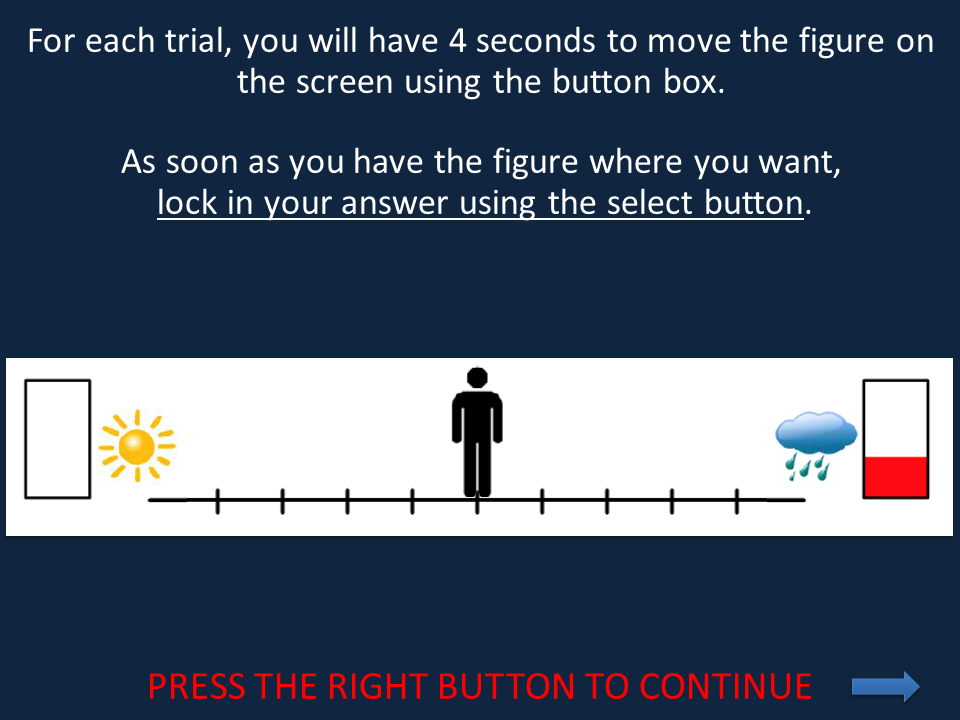 For each trial, you will have 4 seconds to move the figure on
the screen using the button box.
As soon as you have the figure where you want,
lock in your answer using the select button.
PRESS THE RIGHT BUTTON TO CONTINUE